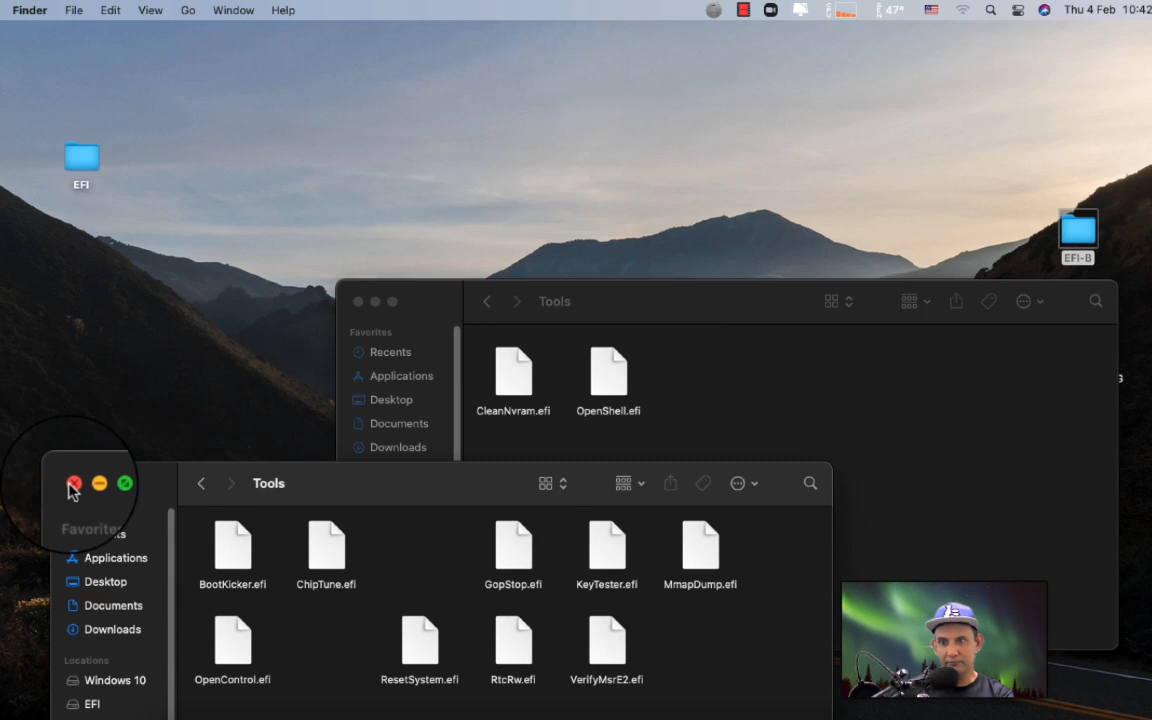 Finder File Edit View Go Window Help 47° Thu 4 Feb 10:42
EFI
EFI-B
Tools
Favorites
Recents
Applications
Desktop
Documents
Downloads
CleanNvram.efi OpenShell.efi
Tools
Favorites
Applications
Desktop
Documents
Downloads
Locations
Windows 10
EFI
BootKicker.efi ChipTune.efi GopStop.efi KeyTester.efi MmapDump.efi
OpenControl.efi ResetSystem.efi RtcRw.efi VerifyMsrE2.efi